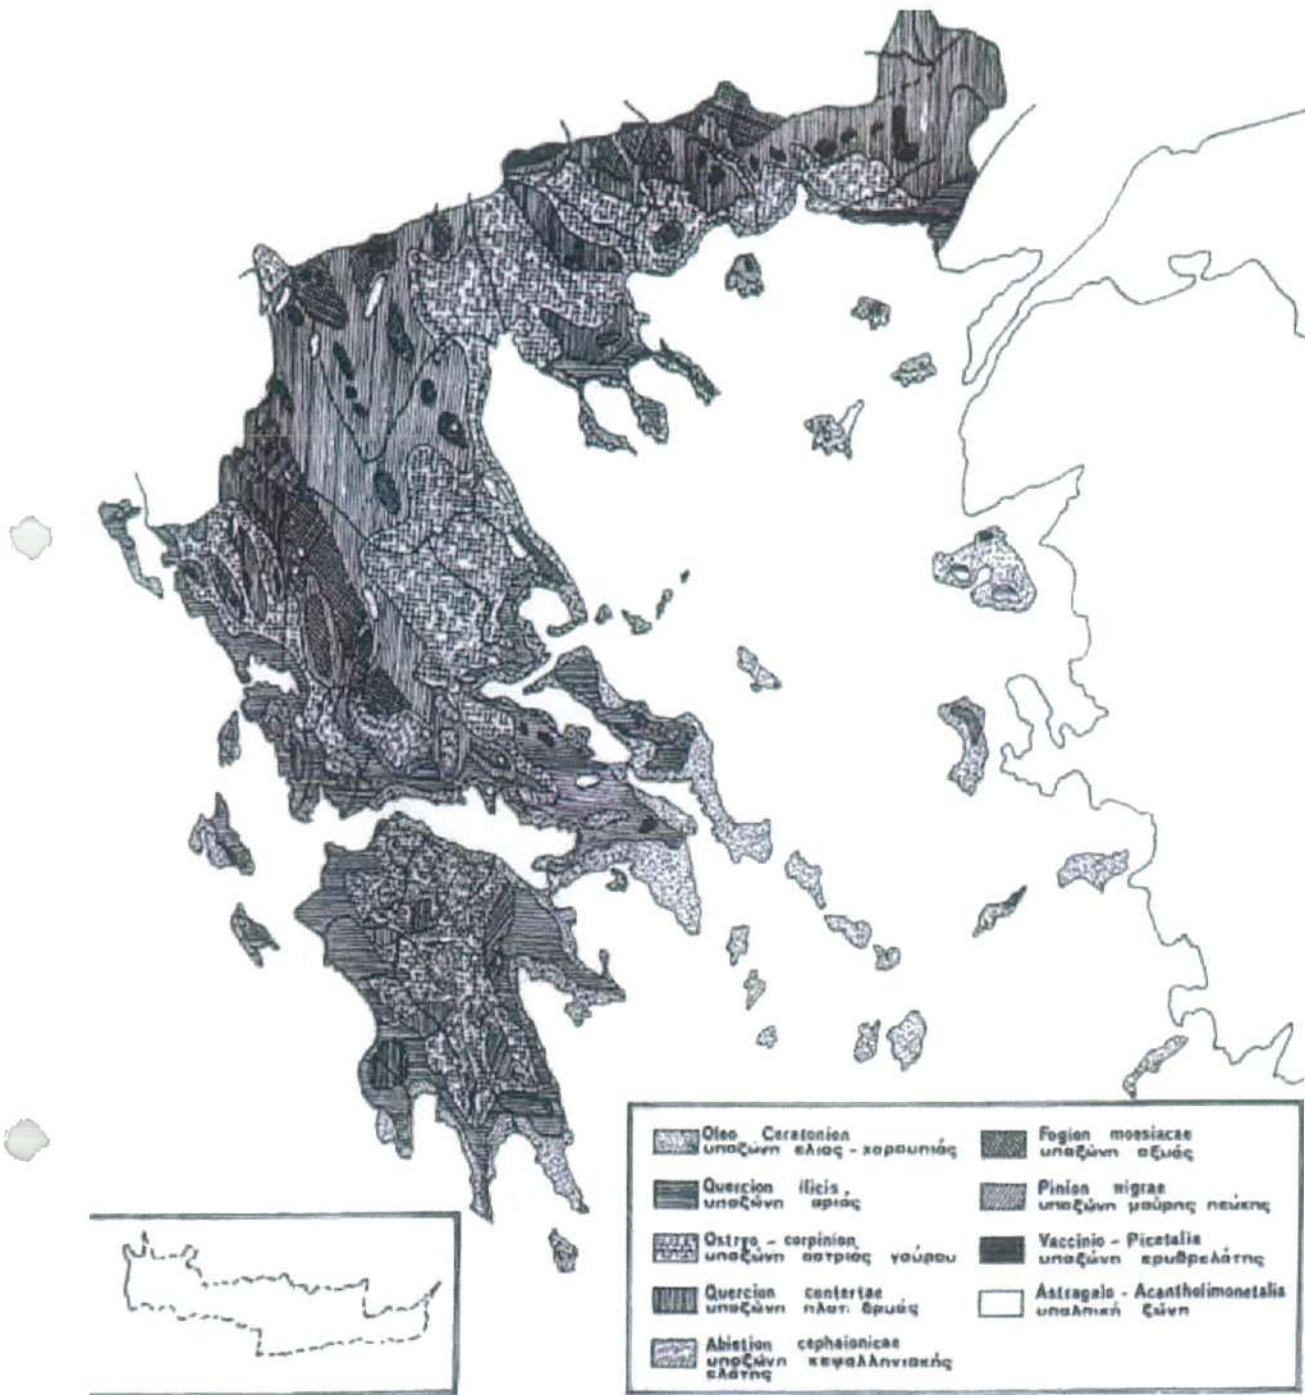 Oleo Ceratonion
υποζώνη ελιας - χαρουπιάς
Quercion ilicis
υποζώνη αριάς
Ostryo - carpinion
υποζώνη οστριάς γαύρου
Quercion confertae
υποζώνη πλατ. δρυάς
Abietion cephalonicae
υποζώνη κεφαλληνιακής
ελάτης
Fagion moesiacae
υποζώνη οξυάς
Pinion nigrae
υποζώνη μαύρης πεύκης
Vaccinio - Picetalia
υποζώνη ερυθρελάτης
Astragalo - Acantholimonetalia
υπαλπική ζώνη